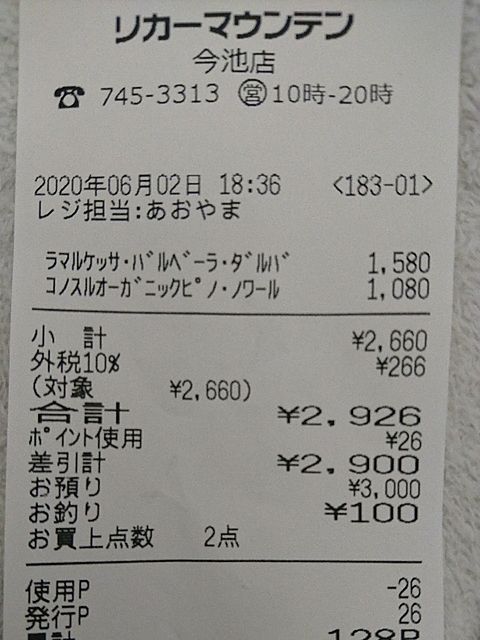 リカーマウンテン
今池店
☎ 745-3313 ㊂10時-20時
2020年06月02日 18:36 <183-01>
レジ担当:あおやま
ﾗﾏﾙｹｯｻ･ﾊﾞﾙﾍﾞｰﾗ･ﾀﾞﾙﾊﾞ 1,580
ｺﾉｽﾙｵｰｶﾞﾆｯｸﾋﾟﾉ･ﾉﾜｰﾙ 1,080
小 計 ¥2,660
外税10% ¥266
(対象 ¥2,660)
合計 ¥2,926
ﾎﾟｲﾝﾄ使用 ¥26
差引計 ¥2,900
お預り ¥3,000
お釣り ¥100
お買上点数 2点
使用P -26
発行P 26
累計 128P